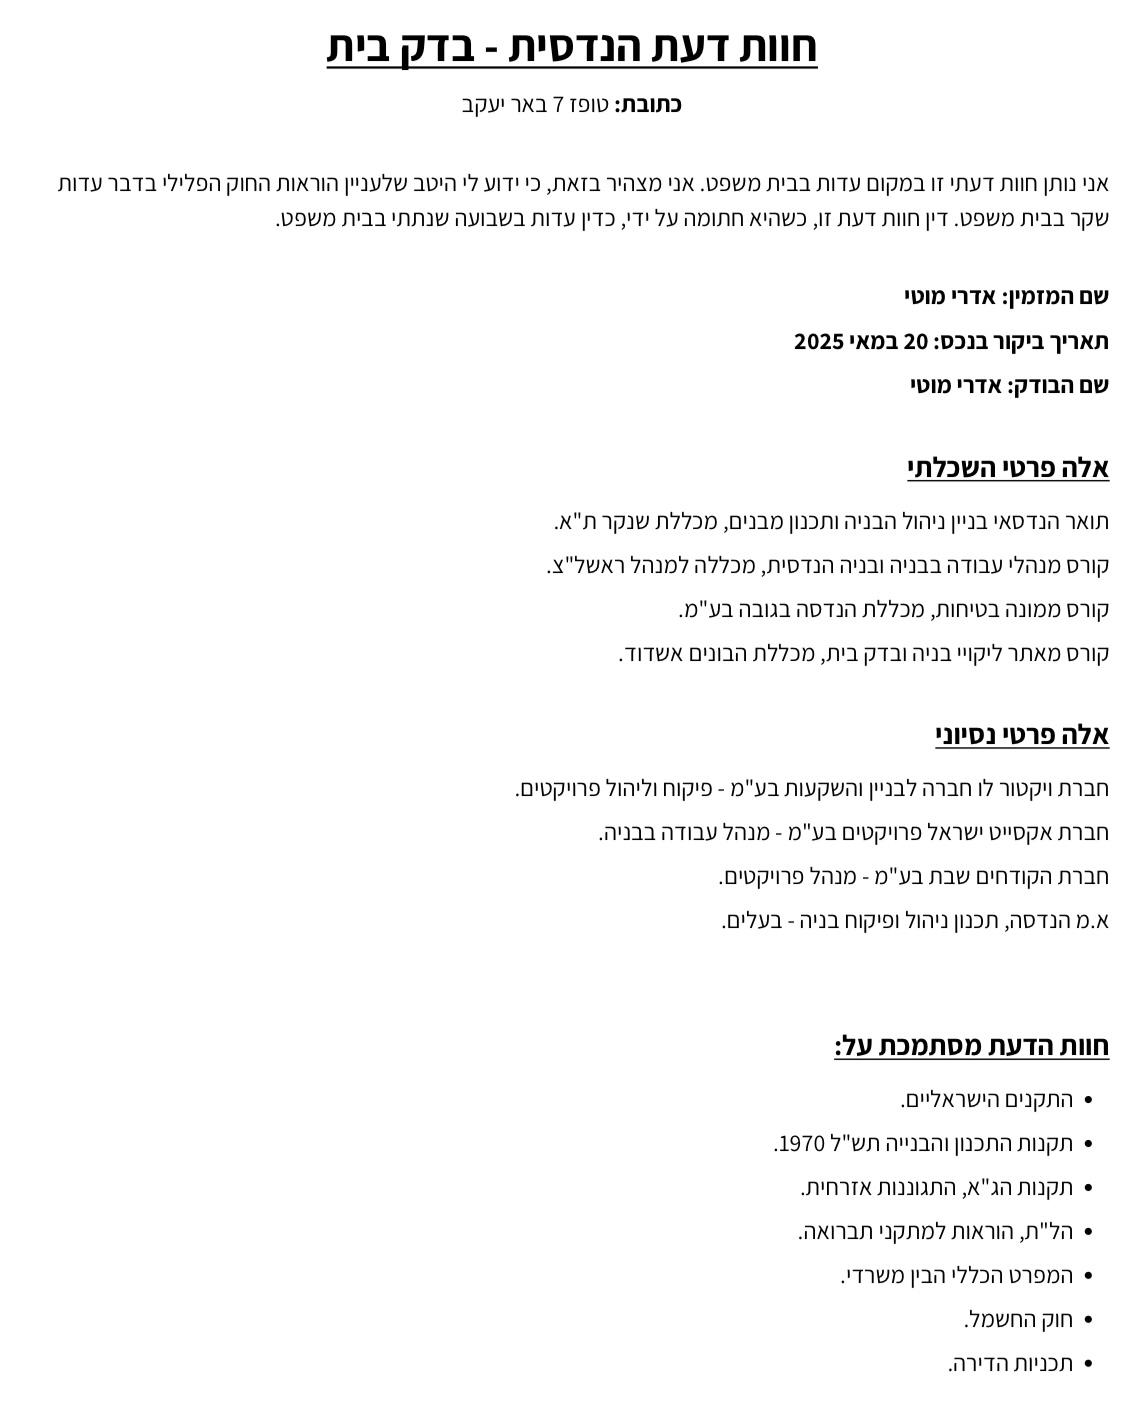 חוות דעת הנדסית - בדק בית
כתובת: טופז 7 באר יעקב
אני נותן חוות דעתי זו במקום עדות בבית משפט. אני מצהיר בזאת, כי ידוע לי היטב שלעניין הוראות החוק הפלילי בדבר עדות
שקר בבית משפט. דין חוות דעת זו, כשהיא חתומה על ידי, כדין עדות בשבועה שנתתי בבית משפט.
שם המזמין: אדרי מוטי
תאריך ביקור בנכס: 20 במאי 2025
שם הבודק: אדרי מוטי
אלה פרטי השכלתי
תואר הנדסאי בניין ניהול הבניה ותכנון מבנים, מכללת שנקר ת"א.
קורס מנהלי עבודה בבניה ובניה הנדסית, מכללה למנהל ראשל"צ.
קורס ממונה בטיחות, מכללת הנדסה בגובה בע"מ.
קורס מאתר ליקויי בניה ובדק בית, מכללת הבונים אשדוד.
אלה פרטי נסיוני
חברת ויקטור לו חברה לבניין והשקעות בע"מ - פיקוח וליהול פרויקטים.
חברת אקסייט ישראל פרויקטים בע"מ - מנהל עבודה בבניה.
חברת הקודחים שבת בע"מ - מנהל פרויקטים.
א.מ הנדסה, תכנון ניהול ופיקוח בניה - בעלים.
חוות הדעת מסתמכת על:
• התקנים הישראליים.
• תקנות התכנון והבנייה תש"ל 1970.
• תקנות הג"א, התגוננות אזרחית.
• הל"ת, הוראות למתקני תברואה.
• המפרט הכללי הבין משרדי.
• חוק החשמל.
• תכניות הדירה.